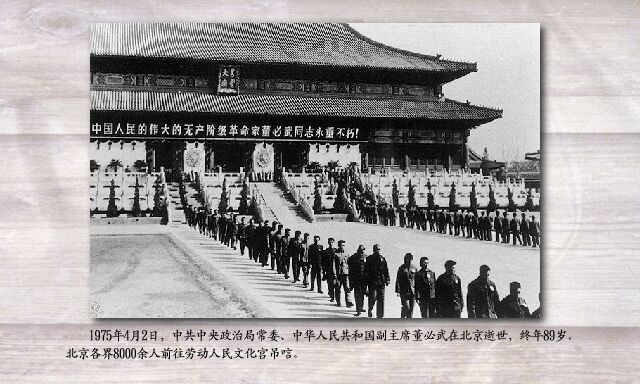 中国人民的伟大的无产阶级革命家董必武同志永垂不朽!
1975年4月2日，中共中央政治局常委、中华人民共和国副主席董必武在北京逝世，终年89岁。
北京各界8000余人前往劳动人民文化宫吊唁。